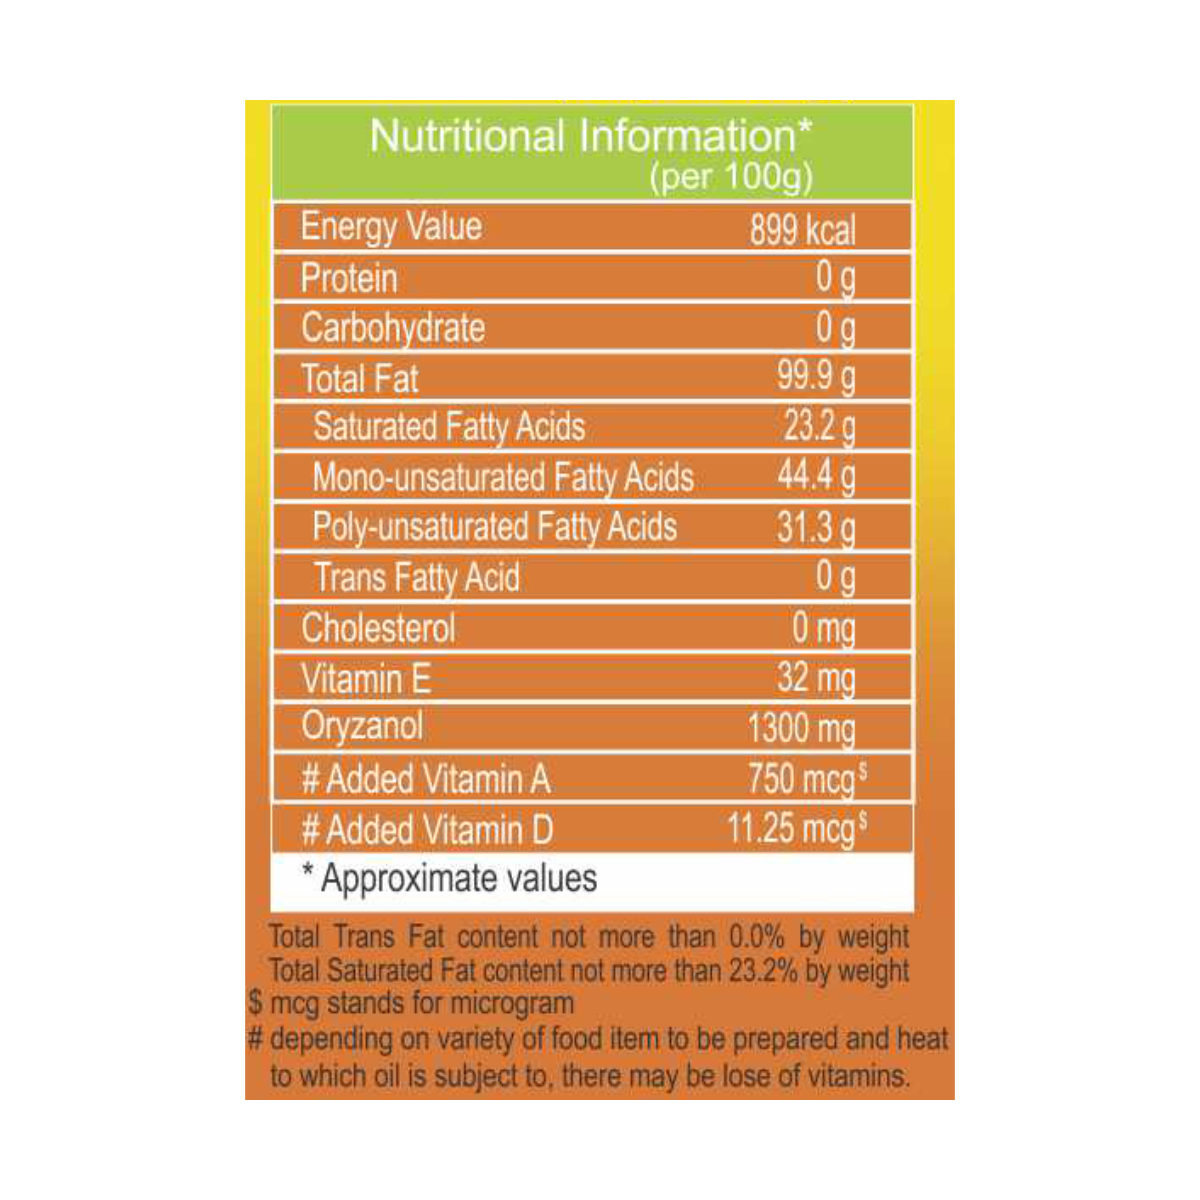 Nutritional Information*
(per 100g)
Energy Value 899 kcal
Protein 0 g
Carbohydrate 0 g
Total Fat 99.9 g
Saturated Fatty Acids 23.2 g
Mono-unsaturated Fatty Acids 44.4 g
Poly-unsaturated Fatty Acids 31.3 g
Trans Fatty Acid 0 g
Cholesterol 0 mg
Vitamin E 32 mg
Oryzanol 1300 mg
# Added Vitamin A 750 mcg$
# Added Vitamin D 11.25 mcg$
* Approximate values
Total Trans Fat content not more than 0.0% by weight
Total Saturated Fat content not more than 23.2% by weight
$ mcg stands for microgram
# depending on variety of food item to be prepared and heat
to which oil is subject to, there may be lose of vitamins.